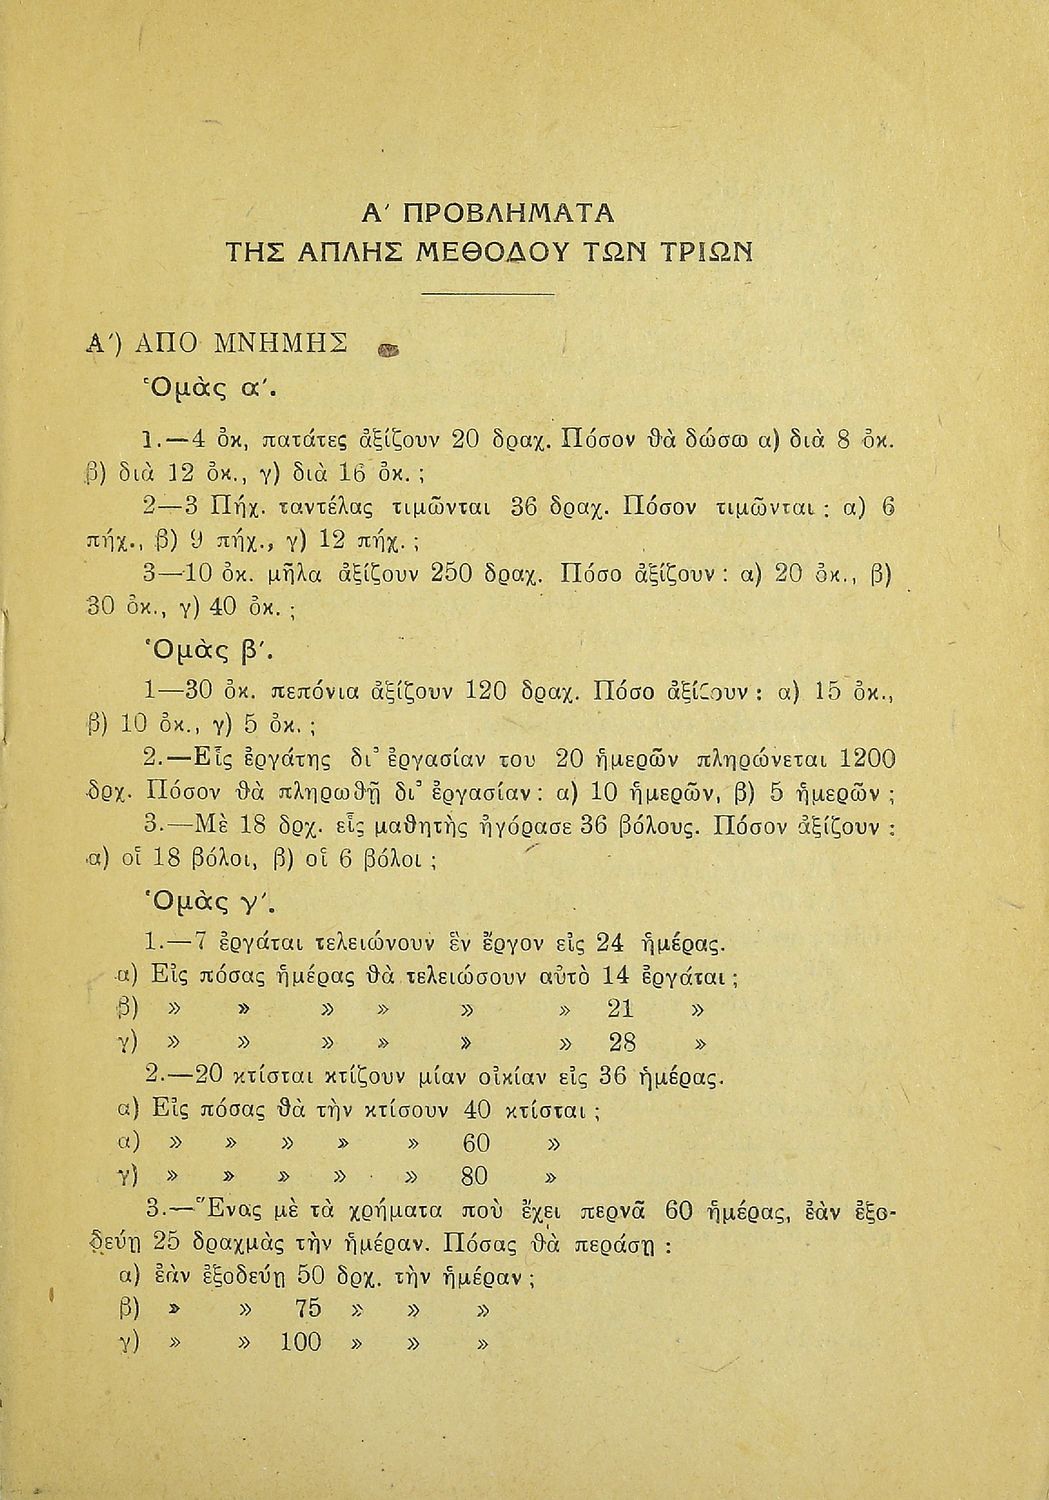 Α' ΠΡΟΒΛΗΜΑΤΑ
ΤΗΣ ΑΠΛΗΣ ΜΕΘΟΔΟΥ ΤΩΝ ΤΡΙΩΝ
Α') ΑΠΟ ΜΝΗΜΗΣ
Ὁμὰς α'.
1.—4 ὀκ, πατάτες ἀξίζουν 20 δραχ. Πόσον θὰ δώσω α) διὰ 8 ὀκ.
β) διὰ 12 ὀκ., γ) διὰ 16 ὀκ. ;
2—3 Πήχ. ταντέλας τιμῶνται 36 δραχ. Πόσον τιμῶνται : α) 6
πήχ., β) 9 πήχ., γ) 12 πήχ. ;
3—10 ὀκ. μῆλα ἀξίζουν 250 δραχ. Πόσο ἀξίζουν : α) 20 ὀκ., β)
30 ὀκ., γ) 40 ὀκ. ;
Ὁμὰς β'.
1—30 ὀκ. πεπόνια ἀξίζουν 120 δραχ. Πόσο ἀξίζουν : α) 15 ὀκ.,
β) 10 ὀκ., γ) 5 ὀκ. ;
2.—Εἷς ἐργάτης δι' ἐργασίαν του 20 ἡμερῶν πληρώνεται 1200
δρχ. Πόσον θὰ πληρωθῇ δι' ἐργασίαν : α) 10 ἡμερῶν, β) 5 ἡμερῶν ;
3.—Μὲ 18 δρχ. εἷς μαθητὴς ἠγόρασε 36 βόλους. Πόσον ἀξίζουν :
α) οἱ 18 βόλοι, β) οἱ 6 βόλοι ;
Ὁμὰς γ'.
1.—7 ἐργάται τελειώνουν ἓν ἔργον εἰς 24 ἡμέρας.
α) Εἰς πόσας ἡμέρας θὰ τελειώσουν αὐτὸ 14 ἐργάται ;
β) » » » » » » 21 »
γ) » » » » » » 28 »
2.—20 κτίσται κτίζουν μίαν οἰκίαν εἰς 36 ἡμέρας.
α) Εἰς πόσας θὰ τὴν κτίσουν 40 κτίσται ;
α) » » » » » 60 »
γ) » » » » » 80 »
3.—Ἕνας μὲ τὰ χρήματα ποὺ ἔχει περνᾶ 60 ἡμέρας, ἐὰν ἐξο-
δεύῃ 25 δραχμὰς τὴν ἡμέραν. Πόσας θὰ περάσῃ :
α) ἐὰν ἐξοδεύῃ 50 δρχ. τὴν ἡμέραν ;
β) » » 75 » » »
γ) » » 100 » » »